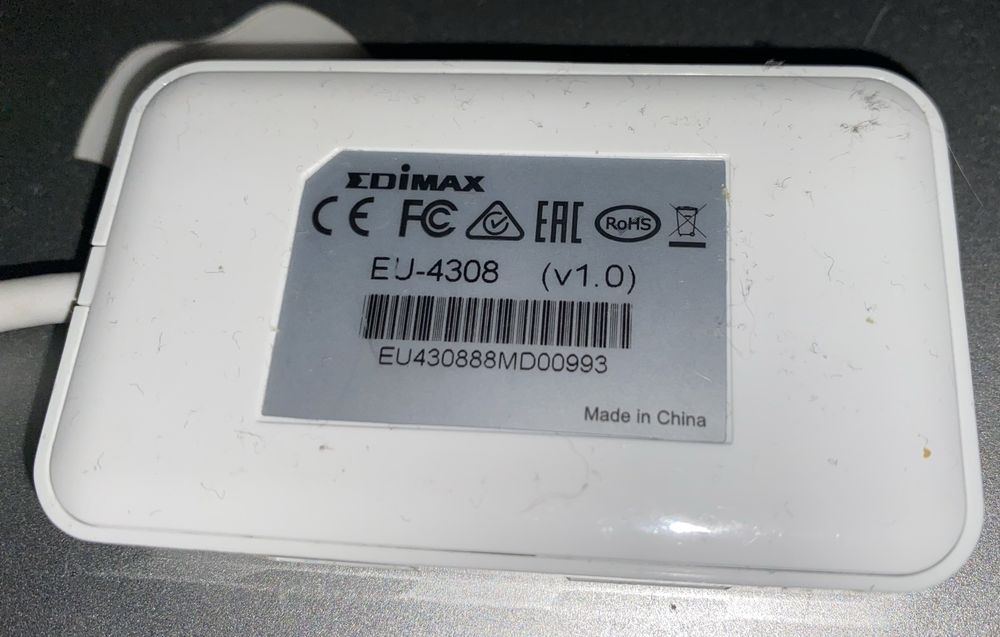 EDiMAX
CE FC EAC RoHS
EU-4308 (v1.0)
EU430888MD00993
Made in China